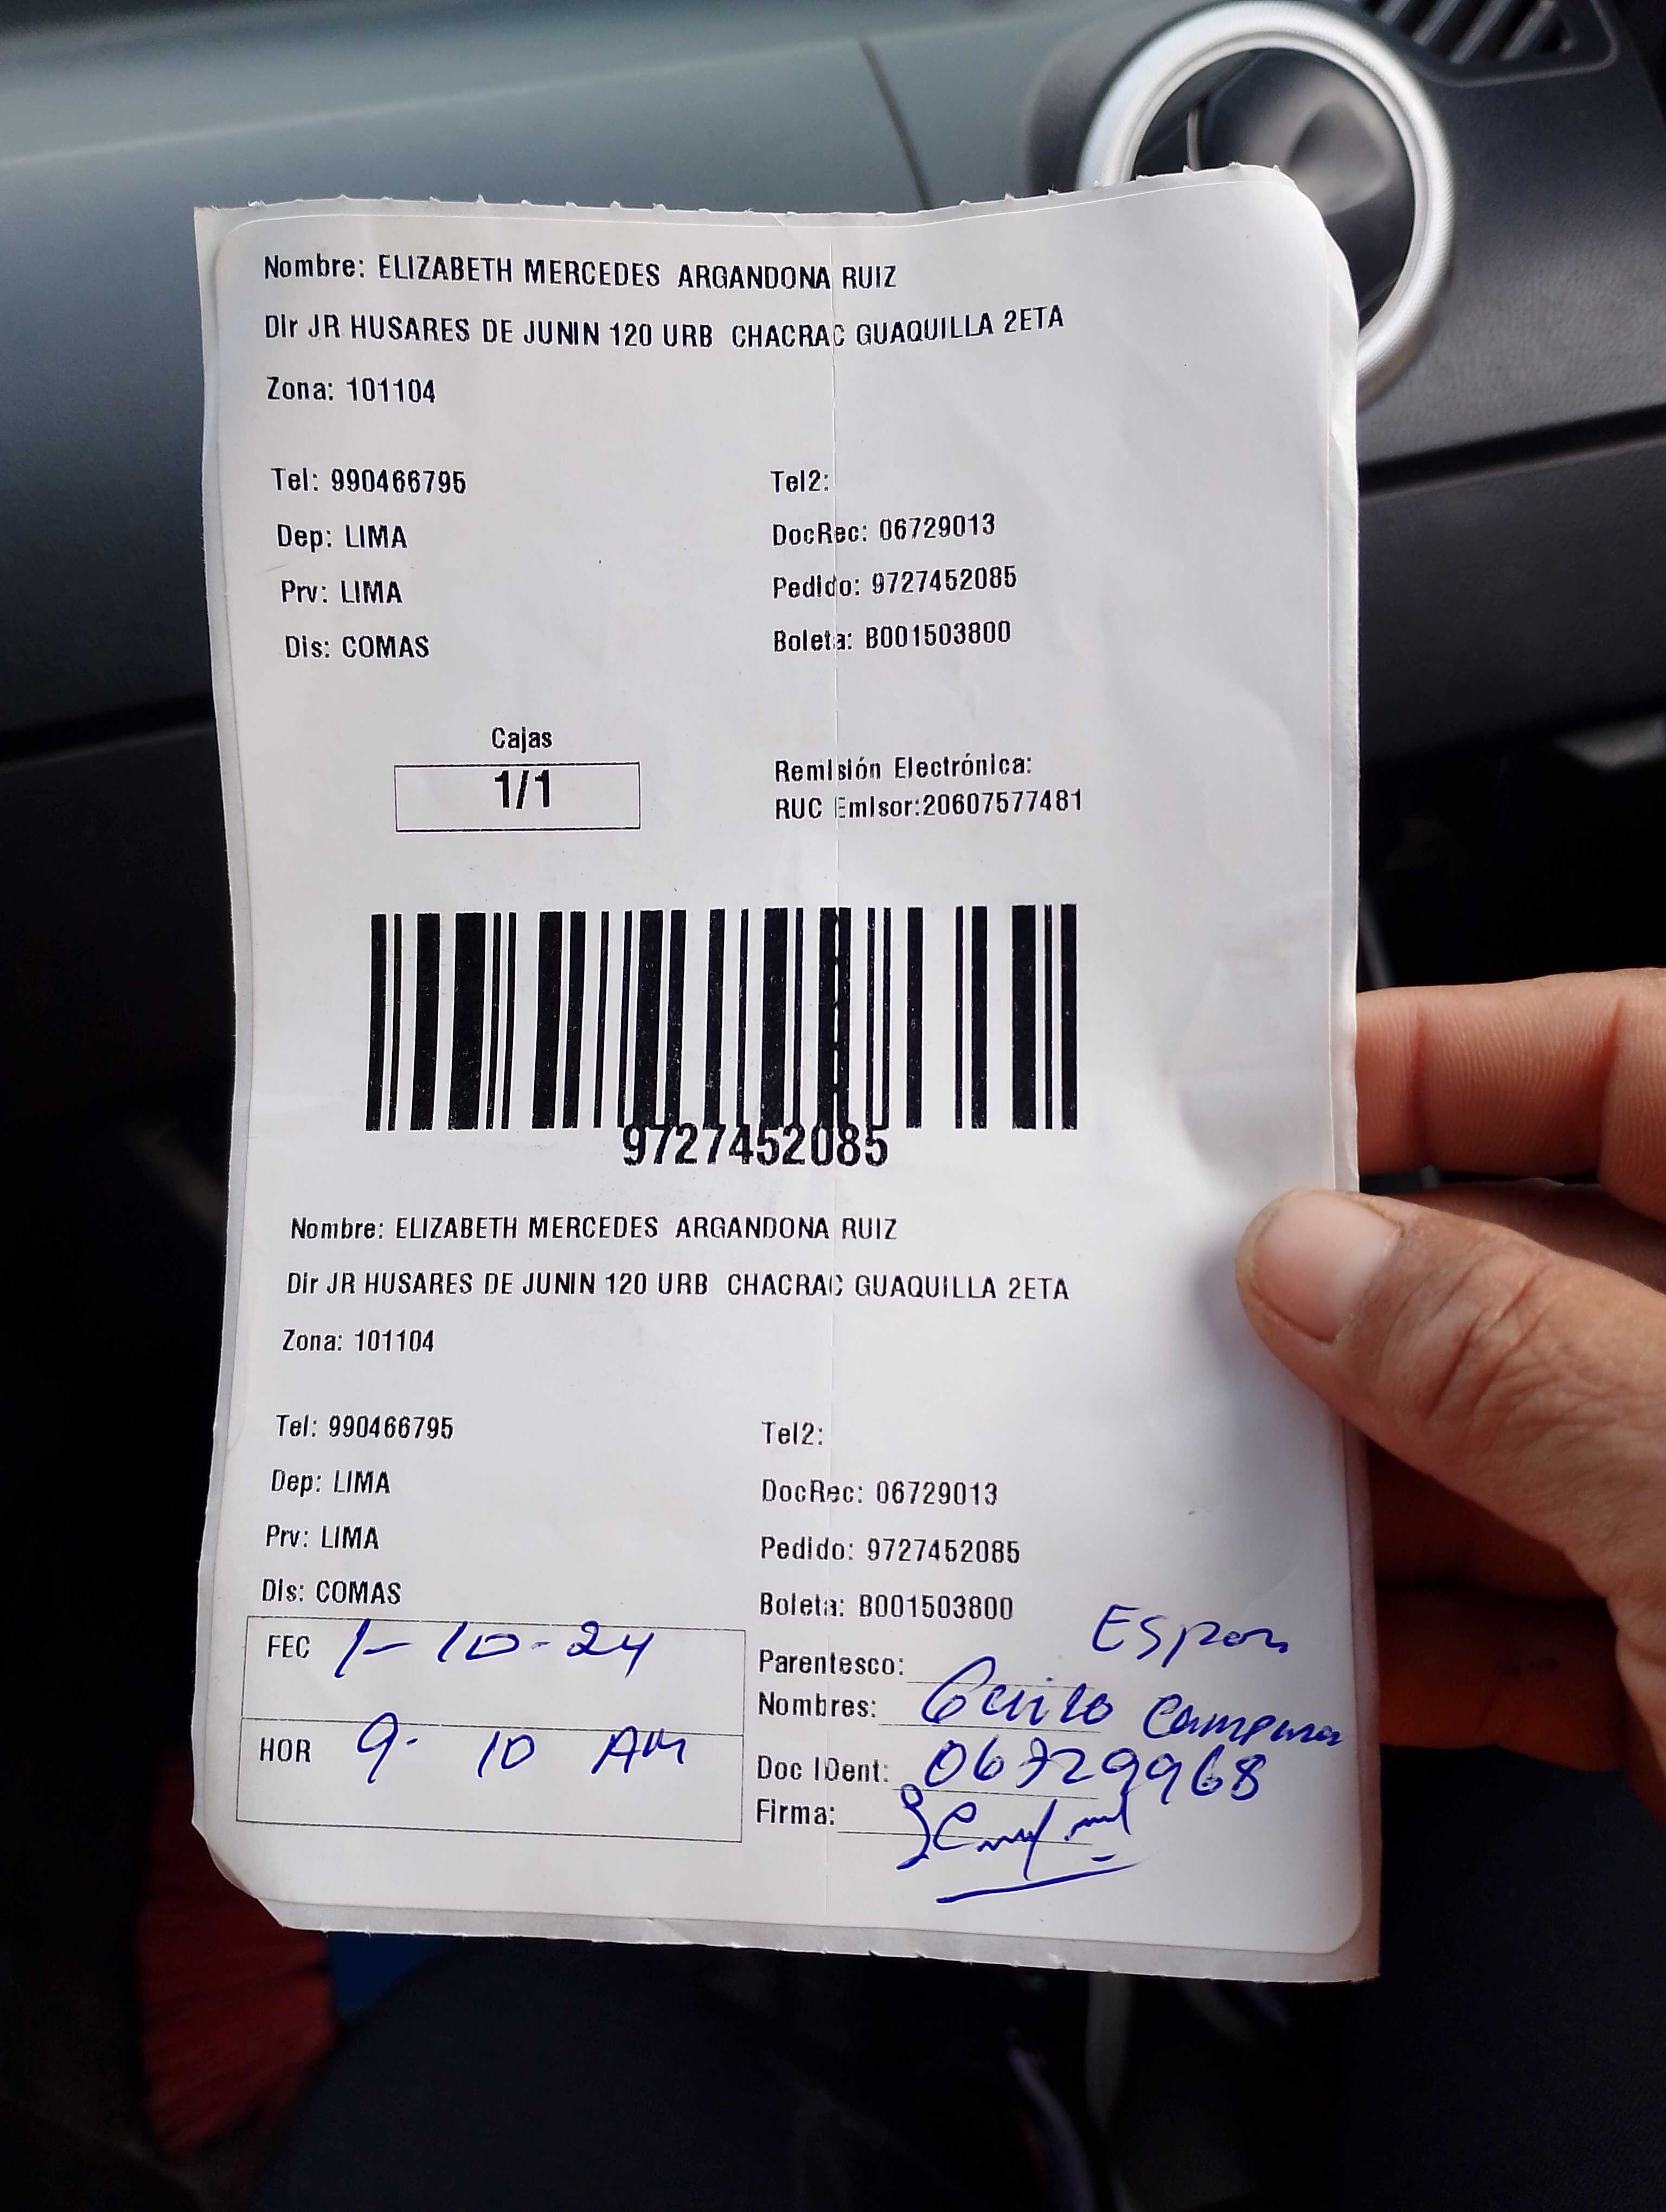 Nombre: ELIZABETH MERCEDES ARGANDONA RUIZ
Dir JR HUSARES DE JUNIN 120 URB CHACRAC GUAQUILLA 2ETA
Zona: 101104
Tel: 990466795 Tel2:
Dep: LIMA DocRec: 06729013
Prv: LIMA Pedido: 9727452085
Dis: COMAS Boleta: B001503800
Cajas
1/1
Remisión Electrónica:
RUC Emisor:20607577481
9727452085
Nombre: ELIZABETH MERCEDES ARGANDONA RUIZ
Dir JR HUSARES DE JUNIN 120 URB CHACRAC GUAQUILLA 2ETA
Zona: 101104
Tel: 990466795 Tel2:
Dep: LIMA DocRec: 06729013
Prv: LIMA Pedido: 9727452085
Dis: COMAS Boleta: B001503800
FEC 1-10-24
Parentesco:
Nombres:
HOR 9-10 AM
Doc IDent: 06729968
Firma: